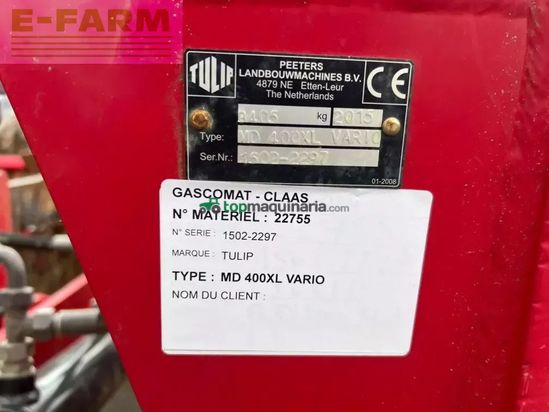 E-FARM
TULIP
PEETERS
LANDBOUWMACHINES B.V.
4879 NE Etten-Leur
The Netherlands
CE
kg 2015
Type: MD 400XL VARIO
Ser.Nr.: 1502-2297
01-2008
GASCOMAT - CLAAS
topmaquinaria.com
N° MATERIEL : 22755
N° SERIE : 1502-2297
MARQUE : TULIP
TYPE : MD 400XL VARIO
NOM DU CLIENT :